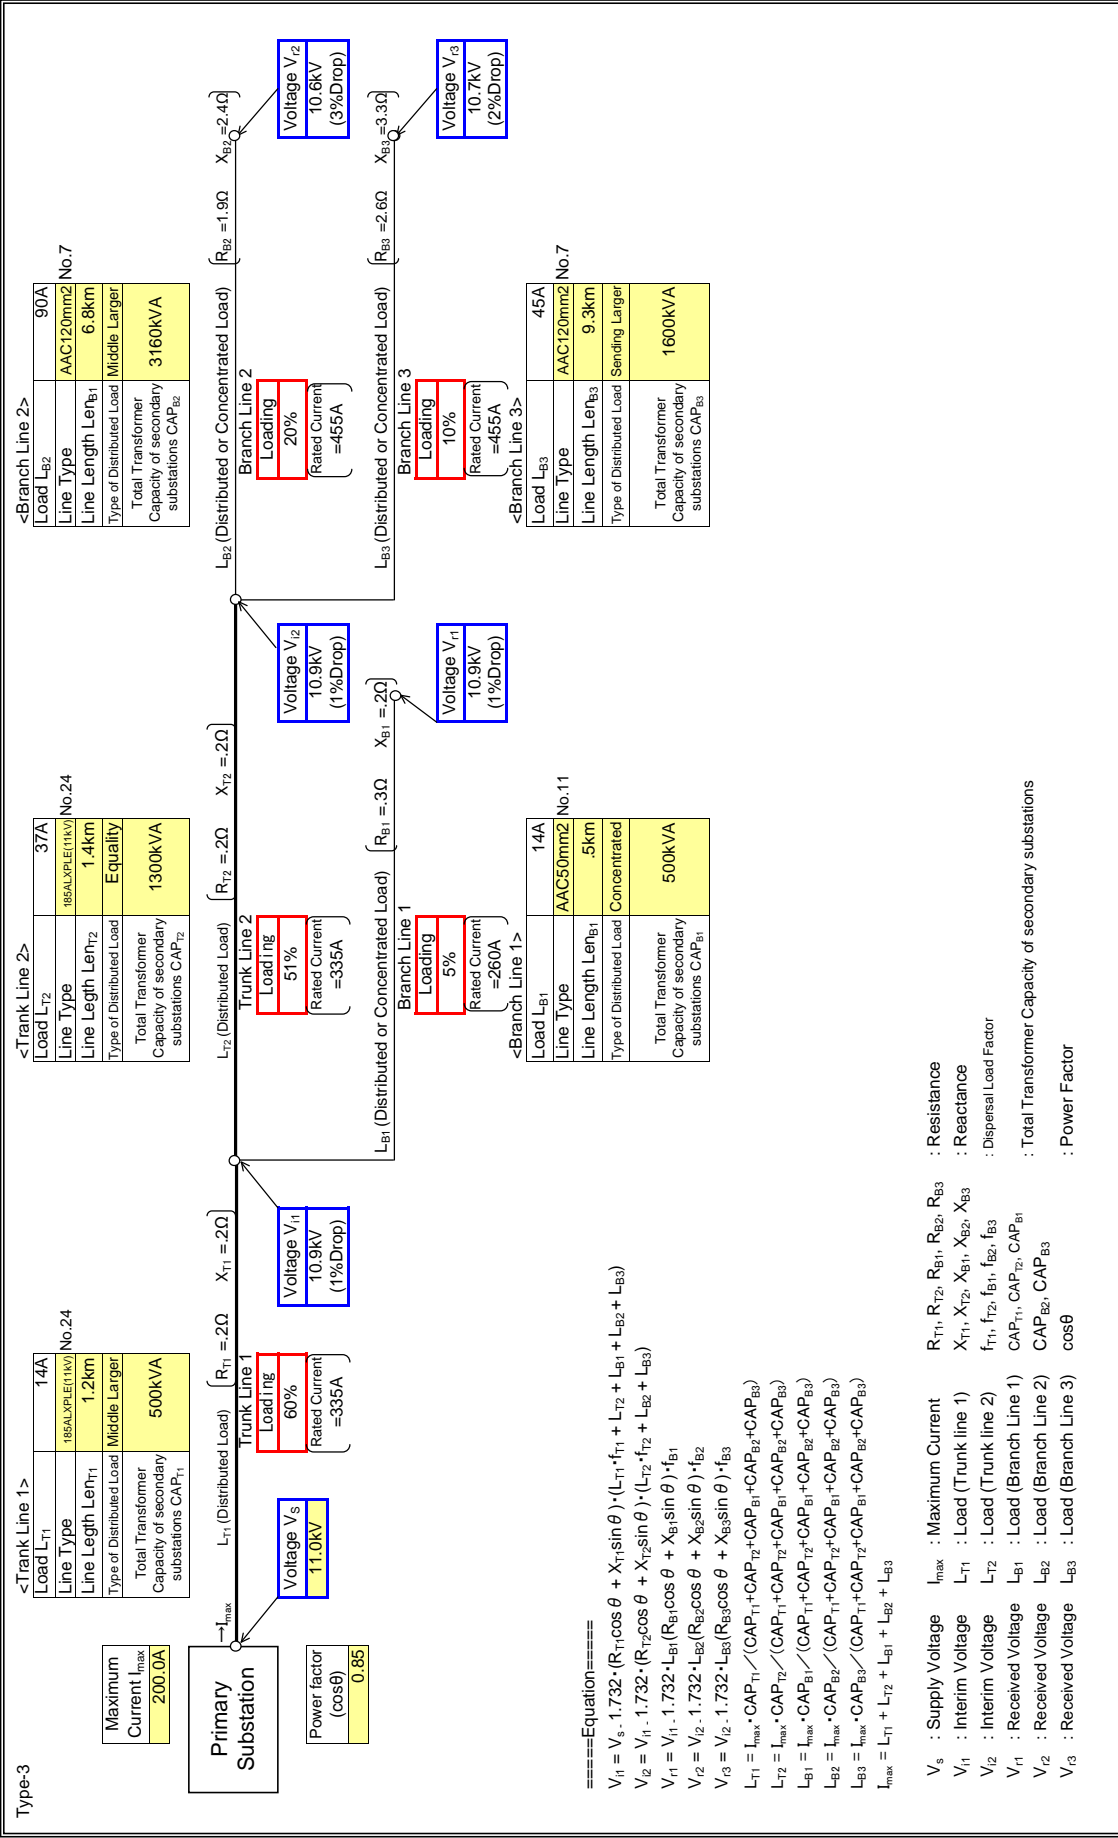 Type-3
Maximum
Current Imax
200.0A
Power factor
(cosθ)
0.85
Primary
Substation
→Imax
Voltage Vs
11.0kV
<Trank Line 1>
Load LT1 14A
Line Type 185ALXPLE(11kV) No.24
Line Legth LenT1 1.2km
Type of Distributed Load Middle Larger
Total Transformer
Capacity of secondary
substations CAPT1
500kVA
LT1 (Distributed Load) RT1 =.2Ω XT1 =.2Ω
Trunk Line 1
Loading
60%
Rated Current
=335A
Voltage Vi1
10.9kV
(1%Drop)
<Trank Line 2>
Load LT2 37A
Line Type 185ALXPLE(11kV) No.24
Line Legth LenT2 1.4km
Type of Distributed Load Equality
Total Transformer
Capacity of secondary
substations CAPT2
1300kVA
LT2 (Distributed Load) RT2 =.2Ω XT2 =.2Ω
Trunk Line 2
Loading
51%
Rated Current
=335A
Voltage Vi2
10.9kV
(1%Drop)
LB1 (Distributed or Concentrated Load) RB1 =.3Ω XB1 =.2Ω
Branch Line 1
Loading
5%
Rated Current
=260A
Voltage Vr1
10.9kV
(1%Drop)
<Branch Line 1>
Load LB1 14A
Line Type AAC50mm2 No.11
Line Length LenB1 .5km
Type of Distributed Load Concentrated
Total Transformer
Capacity of secondary
substations CAPB1
500kVA
<Branch Line 2>
Load LB2 90A
Line Type AAC120mm2 No.7
Line Length LenB1 6.8km
Type of Distributed Load Middle Larger
Total Transformer
Capacity of secondary
substations CAPB2
3160kVA
LB2 (Distributed or Concentrated Load) RB2 =1.9Ω XB2 =2.4Ω
Branch Line 2
Loading
20%
Rated Current
=455A
Voltage Vr2
10.6kV
(3%Drop)
LB3 (Distributed or Concentrated Load) RB3 =2.6Ω XB3 =3.3Ω
Branch Line 3
Loading
10%
Rated Current
=455A
Voltage Vr3
10.7kV
(2%Drop)
<Branch Line 3>
Load LB3 45A
Line Type AAC120mm2 No.7
Line Length LenB3 9.3km
Type of Distributed Load Sending Larger
Total Transformer
Capacity of secondary
substations CAPB3
1600kVA
=====Equation=====
Vi1 = Vs - 1.732・(RT1cosθ + XT1sinθ)・(LT1・fT1 + LT2 + LB1 + LB2 + LB3)
Vi2 = Vi1 - 1.732・(RT2cosθ + XT2sinθ)・(LT2・fT2 + LB2 + LB3)
Vr1 = Vi1 - 1.732・LB1(RB1cosθ + XB1sinθ)・fB1
Vr2 = Vi2 - 1.732・LB2(RB2cosθ + XB2sinθ)・fB2
Vr3 = Vi2 - 1.732・LB3(RB3cosθ + XB3sinθ)・fB3
LT1 = Imax・CAPT1／(CAPT1+CAPT2+CAPB1+CAPB2+CAPB3)
LT2 = Imax・CAPT2／(CAPT1+CAPT2+CAPB1+CAPB2+CAPB3)
LB1 = Imax・CAPB1／(CAPT1+CAPT2+CAPB1+CAPB2+CAPB3)
LB2 = Imax・CAPB2／(CAPT1+CAPT2+CAPB1+CAPB2+CAPB3)
LB3 = Imax・CAPB3／(CAPT1+CAPT2+CAPB1+CAPB2+CAPB3)
Imax = LT1 + LT2 + LB1 + LB2 + LB3
Vs : Supply Voltage Imax : Maximum Current RT1, RT2, RB1, RB2, RB3 : Resistance
Vi1 : Interim Voltage LT1 : Load (Trunk line 1) XT1, XT2, XB1, XB2, XB3 : Reactance
Vi2 : Interim Voltage LT2 : Load (Trunk line 2) fT1, fT2, fB1, fB2, fB3 : Dispersal Load Factor
Vr1 : Received Voltage LB1 : Load (Branch Line 1) CAPT1, CAPT2, CAPB1 : Total Transformer Capacity of secondary substations
Vr2 : Received Voltage LB2 : Load (Branch Line 2) CAPB2, CAPB3
Vr3 : Received Voltage LB3 : Load (Branch Line 3) cosθ : Power Factor